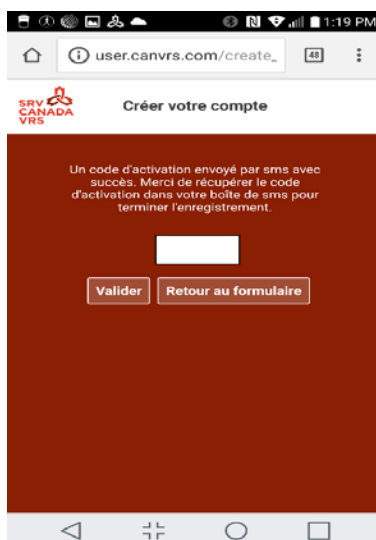 1:19 PM
user.canvrs.com/create_
48
SRV
CANADA
VRS
Créer votre compte
Un code d'activation envoyé par sms avec
succès. Merci de récupérer le code
d'activation dans votre boîte de sms pour
terminer l'enregistrement.
Valider
Retour au formulaire